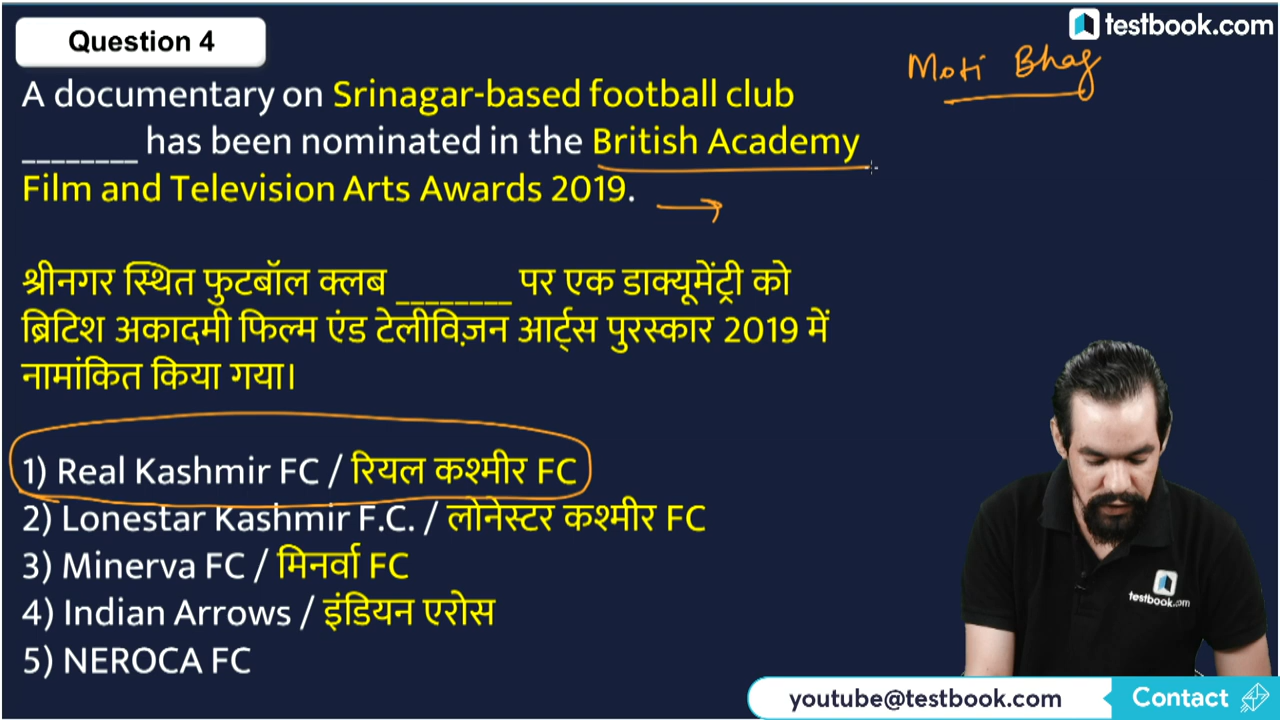 Question 4
testbook.com
Moti Bhag
A documentary on Srinagar-based football club
________ has been nominated in the British Academy
Film and Television Arts Awards 2019.
श्रीनगर स्थित फुटबॉल क्लब ________ पर एक डाक्यूमेंट्री को
ब्रिटिश अकादमी फिल्म एंड टेलीविज़न आर्ट्स पुरस्कार 2019 में
नामांकित किया गया।
1) Real Kashmir FC / रियल कश्मीर FC
2) Lonestar Kashmir F.C. / लोनेस्टर कश्मीर FC
3) Minerva FC / मिनर्वा FC
4) Indian Arrows / इंडियन एरोस
5) NEROCA FC
testbook.com
youtube@testbook.com
Contact